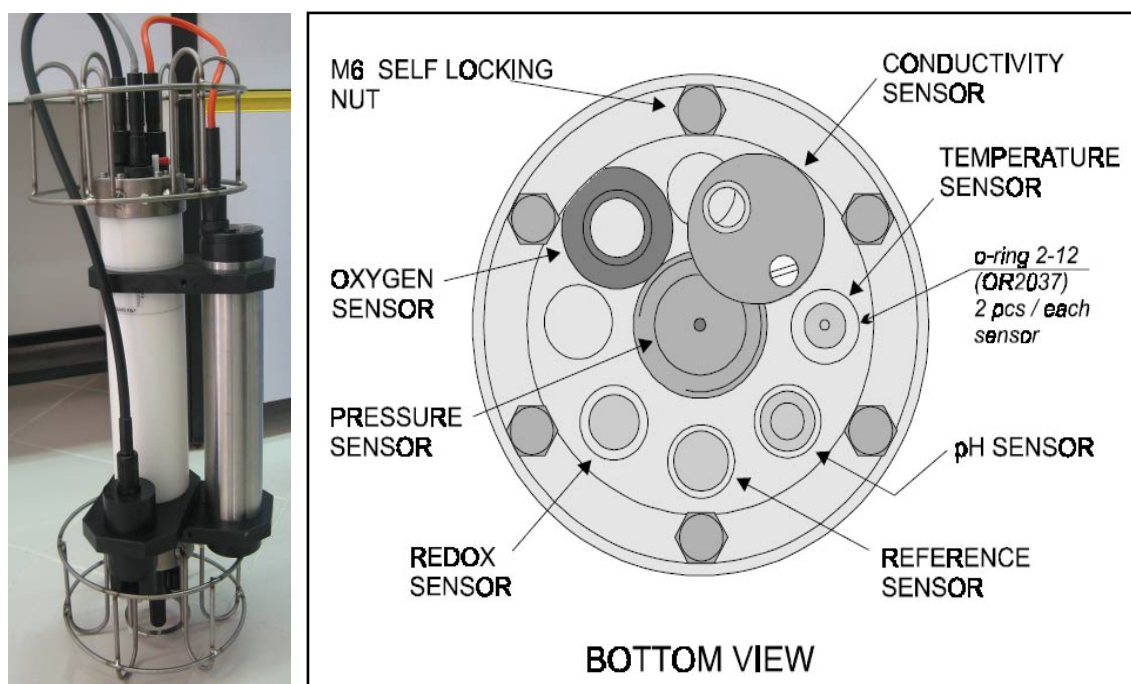 M6 SELF LOCKING
NUT
CONDUCTIVITY
SENSOR
TEMPERATURE
SENSOR
o-ring 2-12
(OR2037)
2 pcs / each
sensor
OXYGEN
SENSOR
PRESSURE
SENSOR
pH SENSOR
REDOX
SENSOR
REFERENCE
SENSOR
BOTTOM VIEW